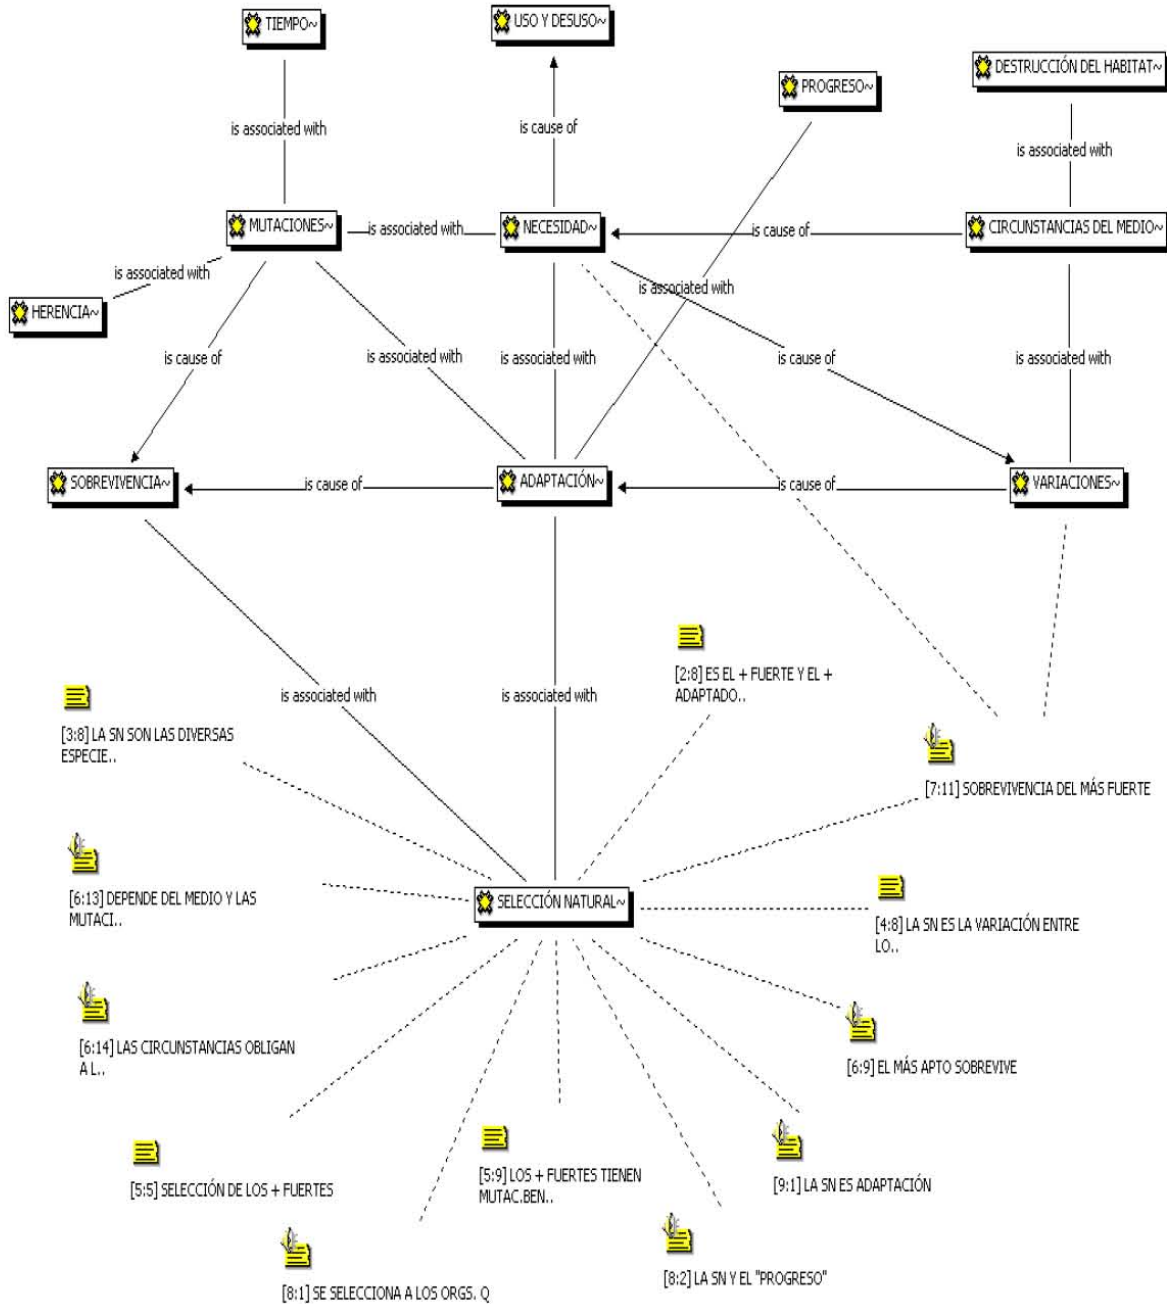 TIEMPO~
USO Y DESUSO~
DESTRUCCIÓN DEL HABITAT~
PROGRESO~
is associated with
is cause of
is associated with
MUTACIONES~
is associated with
NECESIDAD~
is cause of
CIRCUNSTANCIAS DEL MEDIO~
is associated with
is associated with
HERENCIA~
is cause of
is associated with
is associated with
is cause of
is associated with
SOBREVIVENCIA~
is cause of
ADAPTACIÓN~
is cause of
VARIACIONES~
is associated with
is associated with
[2:8] ES EL + FUERTE Y EL +
ADAPTADO..
[3:8] LA SN SON LAS DIVERSAS
ESPECIE..
[7:11] SOBREVIVENCIA DEL MÁS FUERTE
[6:13] DEPENDE DEL MEDIO Y LAS
MUTACI..
SELECCIÓN NATURAL~
[4:8] LA SN ES LA VARIACIÓN ENTRE
LO..
[6:14] LAS CIRCUNSTANCIAS OBLIGAN
A L..
[6:9] EL MÁS APTO SOBREVIVE
[5:5] SELECCIÓN DE LOS + FUERTES
[5:9] LOS + FUERTES TIENEN
MUTAC.BEN..
[9:1] LA SN ES ADAPTACIÓN
[8:1] SE SELECCIONA A LOS ORGS. Q
[8:2] LA SN Y EL "PROGRESO"